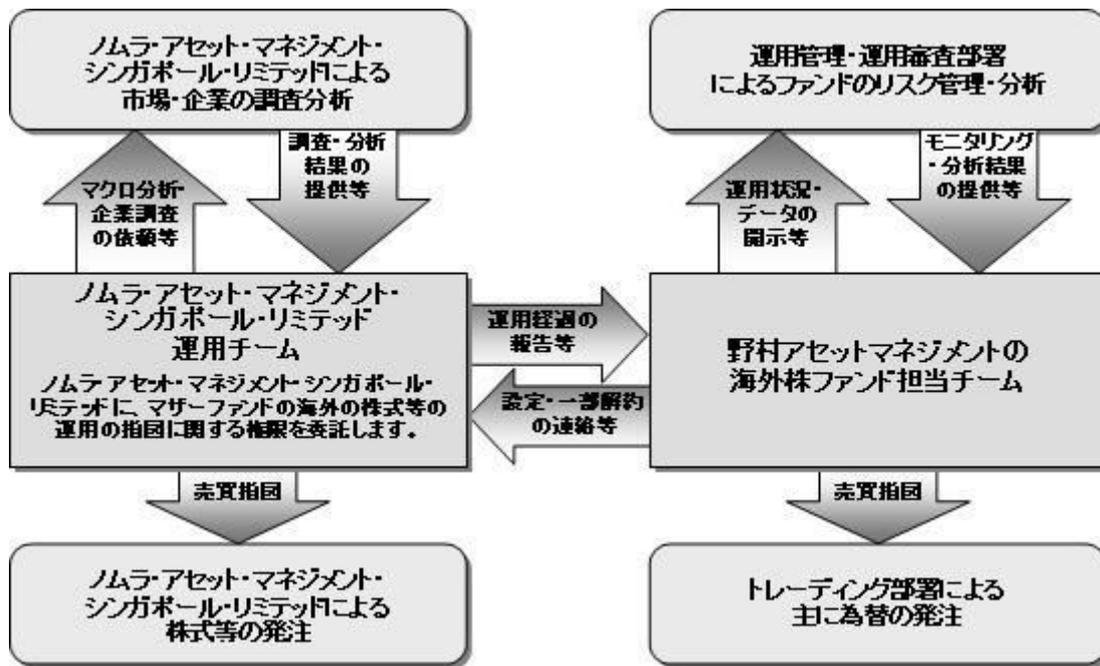 ノムラ・アセット・マネジメント・
シンガポール・リミテッドによる
市場・企業の調査分析
運用管理・運用審査部署
によるファンドのリスク管理・分析
マクロ分析・
企業調査
の依頼等
調査・分析
結果の
提供等
運用状況・
データの
開示等
モニタリング
・分析結果
の提供等
ノムラ・アセット・マネジメント・
シンガポール・リミテッド
運用チーム
ノムラ・アセット・マネジメント・シンガポール・
リミテッドに、マザーファンドの海外の株式等の
運用の指図に関する権限を委託します。
運用経過の
報告等
設定・一部解約
の連絡等
野村アセットマネジメントの
海外株ファンド担当チーム
売買指図
売買指図
ノムラ・アセット・マネジメント・
シンガポール・リミテッドによる
株式等の発注
トレーディング部署による
主に為替の発注